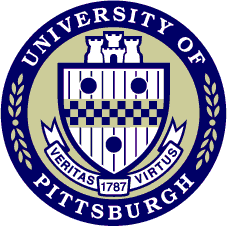 UNIVERSITY OF
VERITAS 1787 VIRTUS
PITTSBURGH